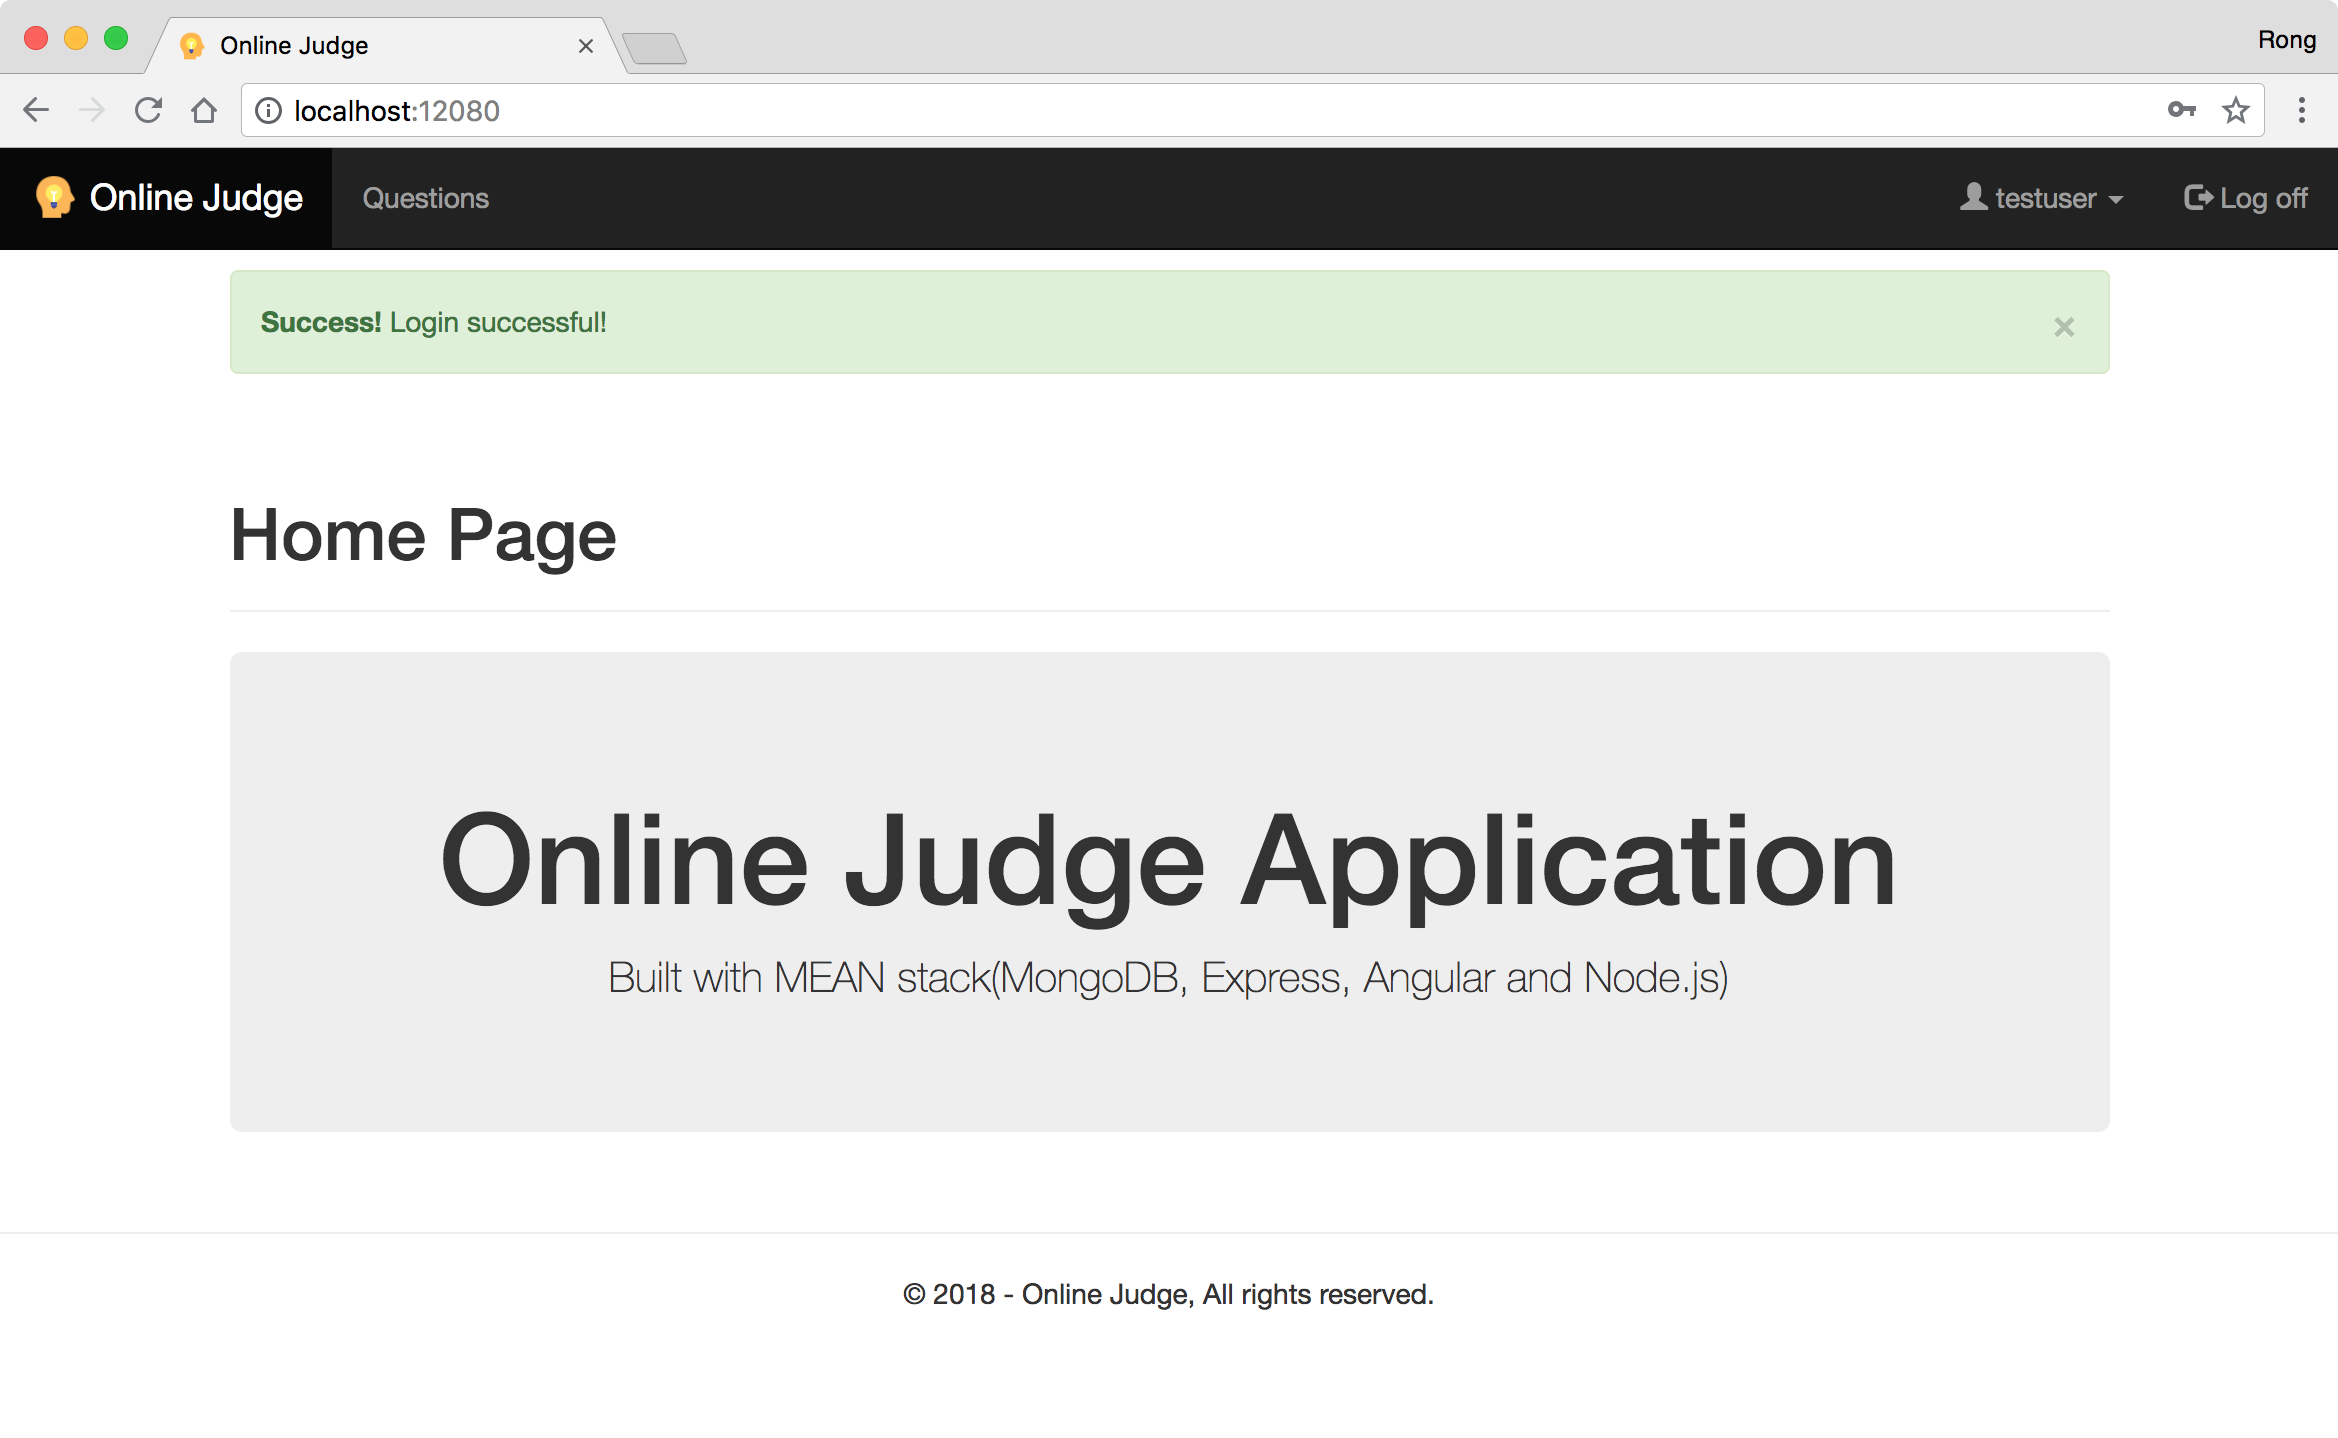 Online Judge
Rong
localhost:12080
Online Judge
Questions
testuser
Log off
Success! Login successful!
×
Home Page
Online Judge Application
Built with MEAN stack(MongoDB, Express, Angular and Node.js)
© 2018 - Online Judge, All rights reserved.